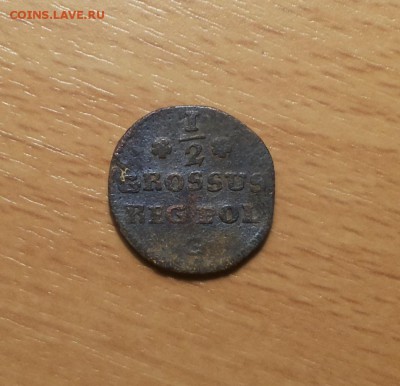 COINS.LAVE.RU
1/2
GROSSUS
REG POL
G